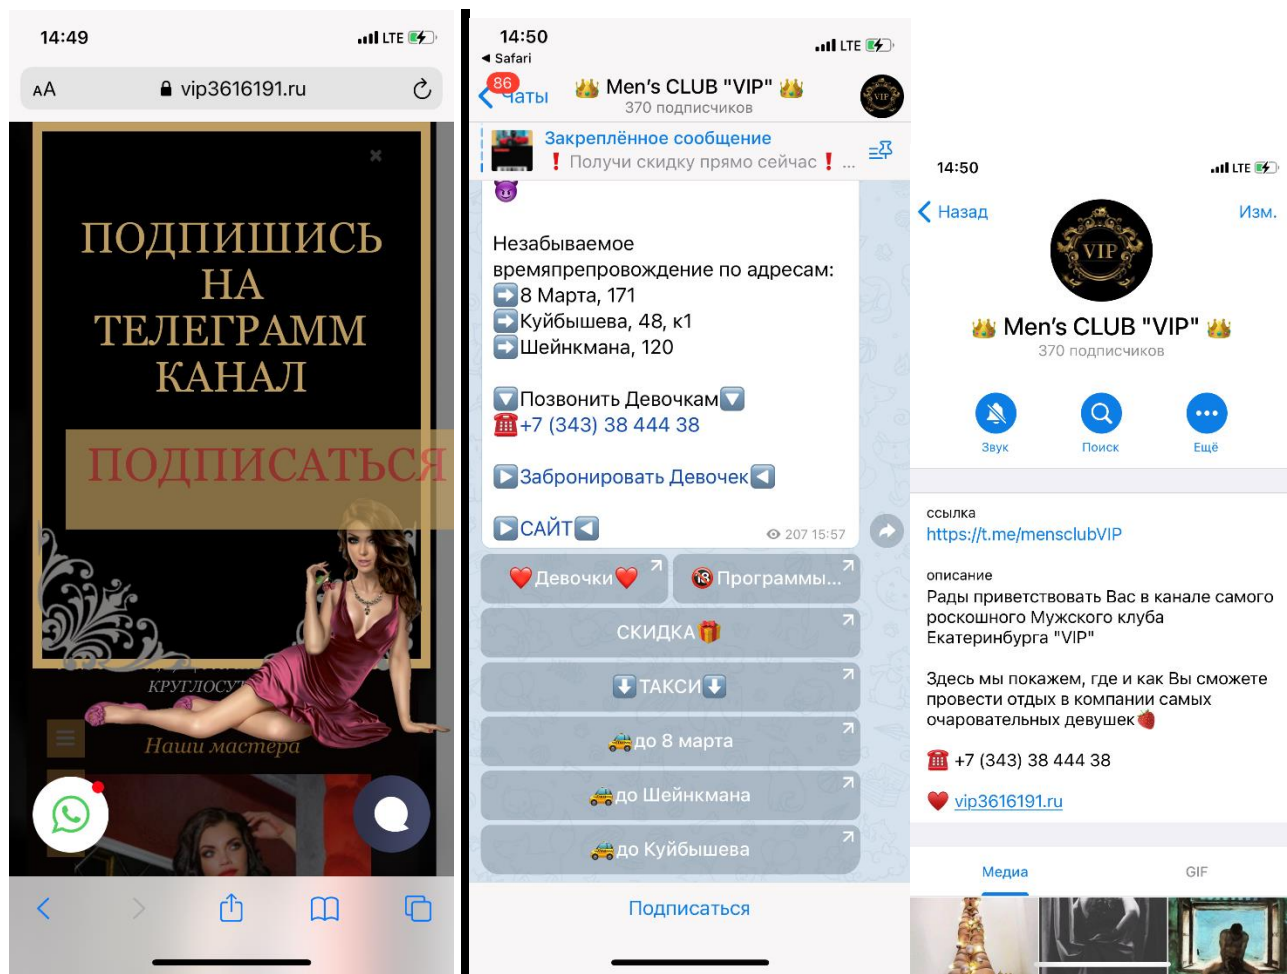 14:49
LTE
AA
vip3616191.ru
ПОДПИШИСЬ
НА
ТЕЛЕГРАММ
КАНАЛ
ПОДПИСАТЬСЯ
Наши мастера
14:50
LTE
Safari
86
Чаты
Men's CLUB "VIP"
370 подписчиков
VIP
Закреплённое сообщение
❗ Получи скидку прямо сейчас ❗ ...
😈
Незабываемое
времяпрепровождение по адресам:
➡️8 Марта, 171
➡️Куйбышева, 48, к1
➡️Шейнкмана, 120
🔽Позвонить Девочкам🔽
☎️+7 (343) 38 444 38
▶️Забронировать Девочек◀️
▶️САЙТ◀️
207 15:57
❤️Девочки❤️
🔞Программы...
СКИДКА🎁
⬇️ТАКСИ⬇️
🚕до 8 марта
🚕до Шейнкмана
🚕до Куйбышева
Подписаться
14:50
LTE
Назад
Изм.
VIP
👑 Men's CLUB "VIP" 👑
370 подписчиков
Звук
Поиск
Ещё
ссылка
https://t.me/mensclubVIP
описание
Рады приветствовать Вас в канале самого
роскошного Мужского клуба
Екатеринбурга "VIP"
Здесь мы покажем, где и как Вы сможете
провести отдых в компании самых
очаровательных девушек🍓
☎️ +7 (343) 38 444 38
❤️ vip3616191.ru
Медиа
GIF